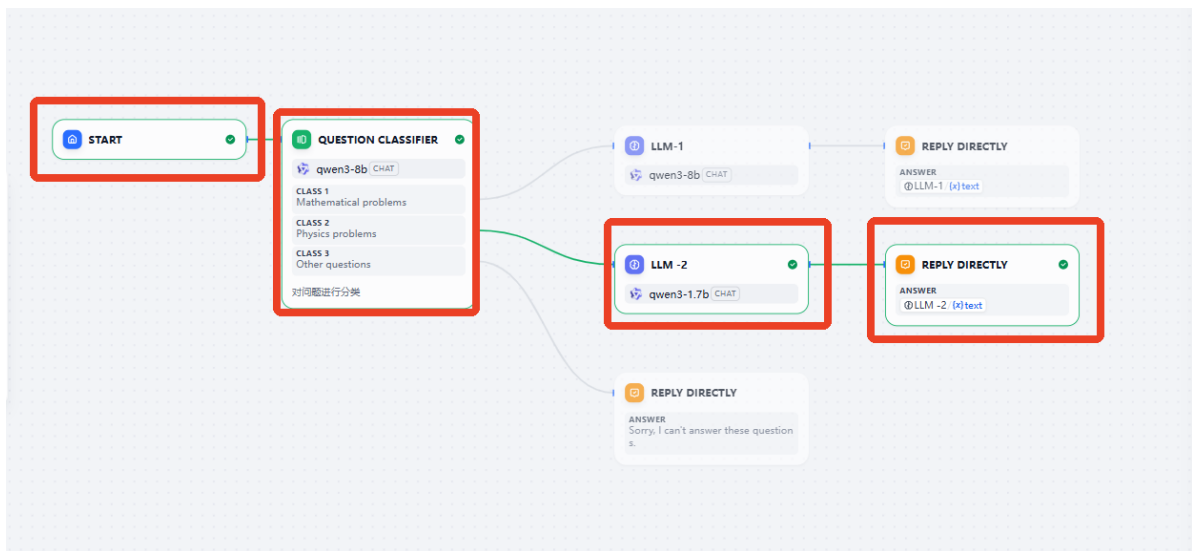 START
QUESTION CLASSIFIER
qwen3-8b CHAT
CLASS 1
Mathematical problems
CLASS 2
Physics problems
CLASS 3
Other questions
对问题进行分类
LLM-1
qwen3-8b CHAT
REPLY DIRECTLY
ANSWER
LLM-1/{x}text
LLM -2
qwen3-1.7b CHAT
REPLY DIRECTLY
ANSWER
LLM -2/{x}text
REPLY DIRECTLY
ANSWER
Sorry, I can't answer these question
s.